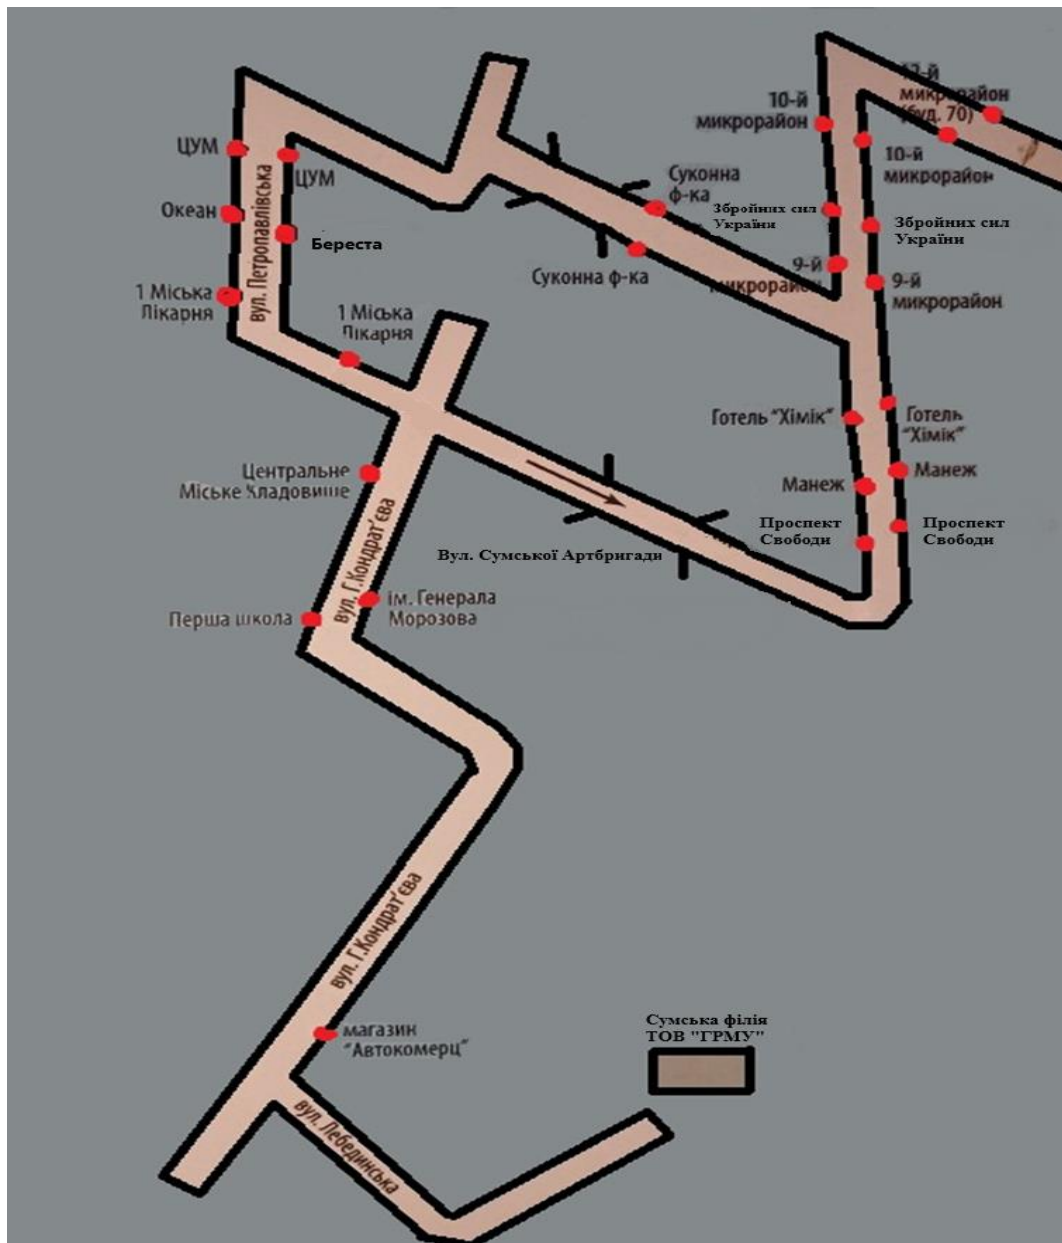 12-й
микрорайон
(буд. 70)
10-й
микрорайон
10-й
микрорайон
ЦУМ
ЦУМ
Суконна
ф-ка
Збройних сил
України
Збройних сил
України
Океан
Береста
вул. Петропавлівська
Суконна ф-ка
9-й
микрорайон
9-й
микрорайон
1 Міська
Лікарня
1 Міська
Лікарня
Готель "Хімік"
Готель
"Хімік"
Центральне
Міське Кладовище
Манеж
Манеж
Проспект
Свободи
Проспект
Свободи
Вул. Сумської Артбригади
вул. Г.Кондрат'єва
Перша школа
ім. Генерала
Морозова
вул. Г.Кондрат'єва
магазин
"Автокомерц"
Сумська філія
ТОВ "ГРМУ"
вул. Лебединська